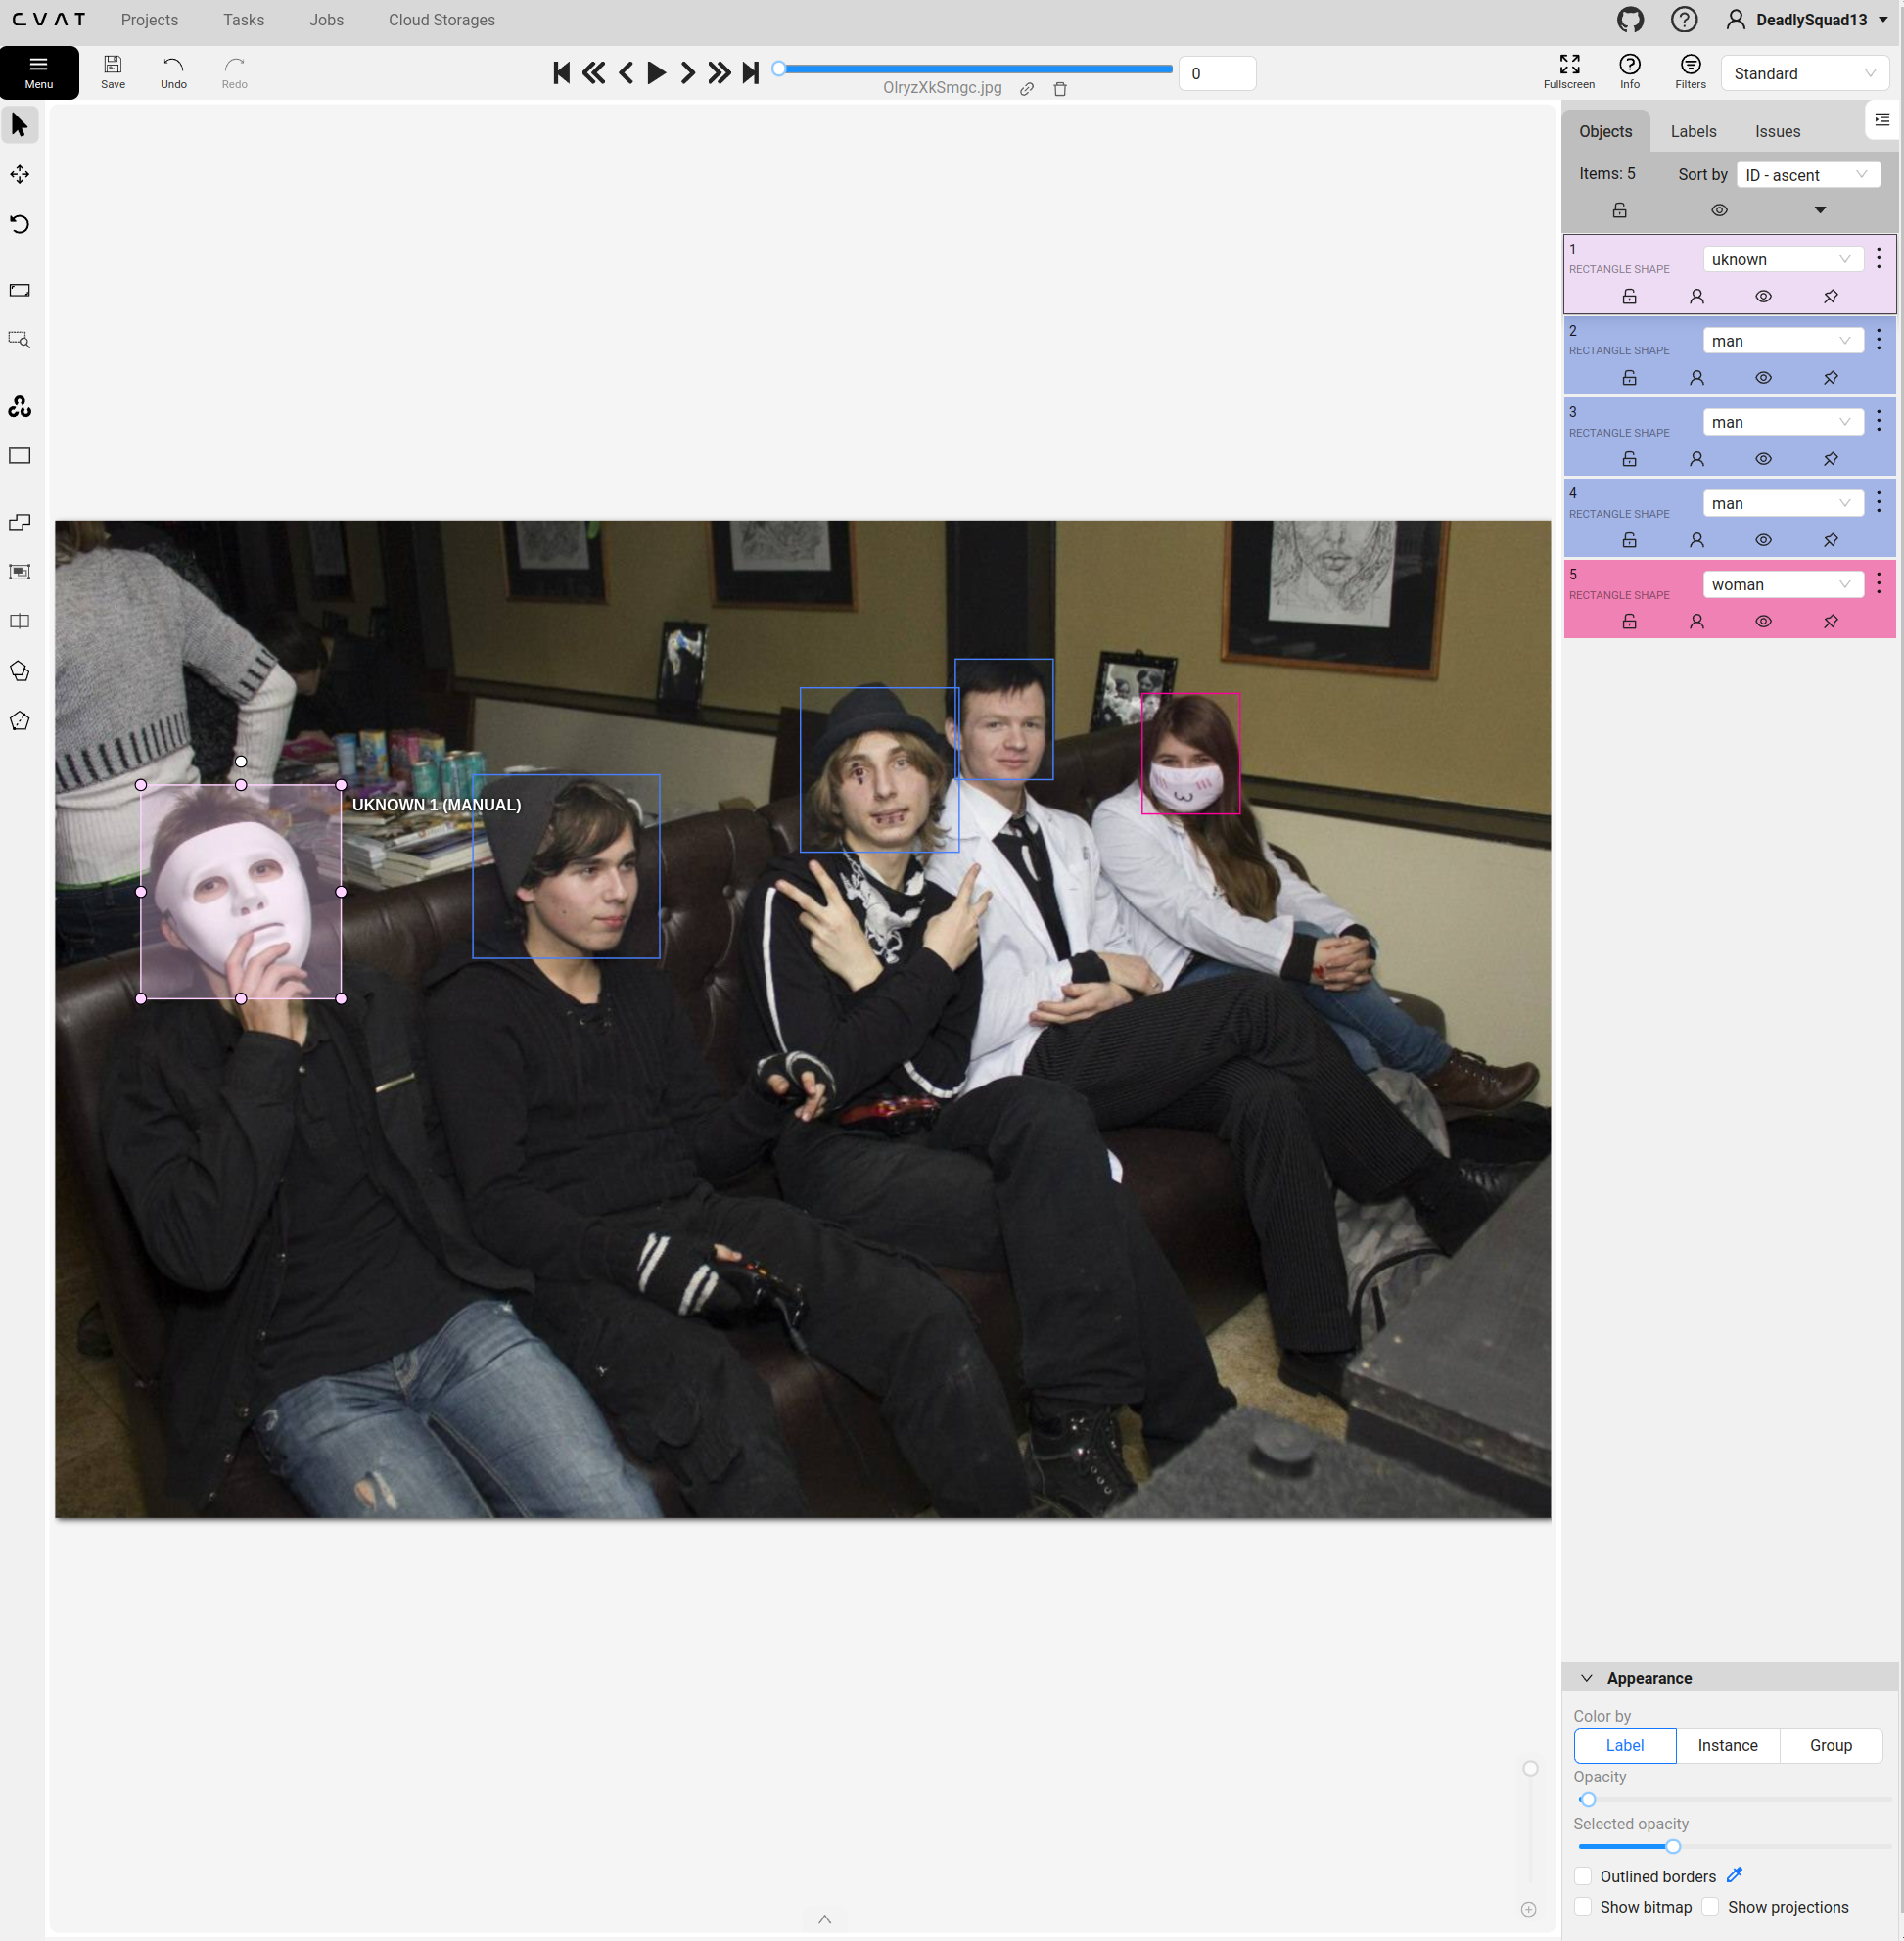 CVAT Projects Tasks Jobs Cloud Storages DeadlySquad13
Menu Save Undo Redo 0 Fullscreen Info Filters Standard
OlryzXkSmgc.jpg
Objects Labels Issues
Items: 5 Sort by ID - ascent
1
RECTANGLE SHAPE uknown
2
RECTANGLE SHAPE man
3
RECTANGLE SHAPE man
4
RECTANGLE SHAPE man
5
RECTANGLE SHAPE woman
UKNOWN 1 (MANUAL)
Appearance
Color by
Label Instance Group
Opacity
Selected opacity
Outlined borders
Show bitmap Show projections